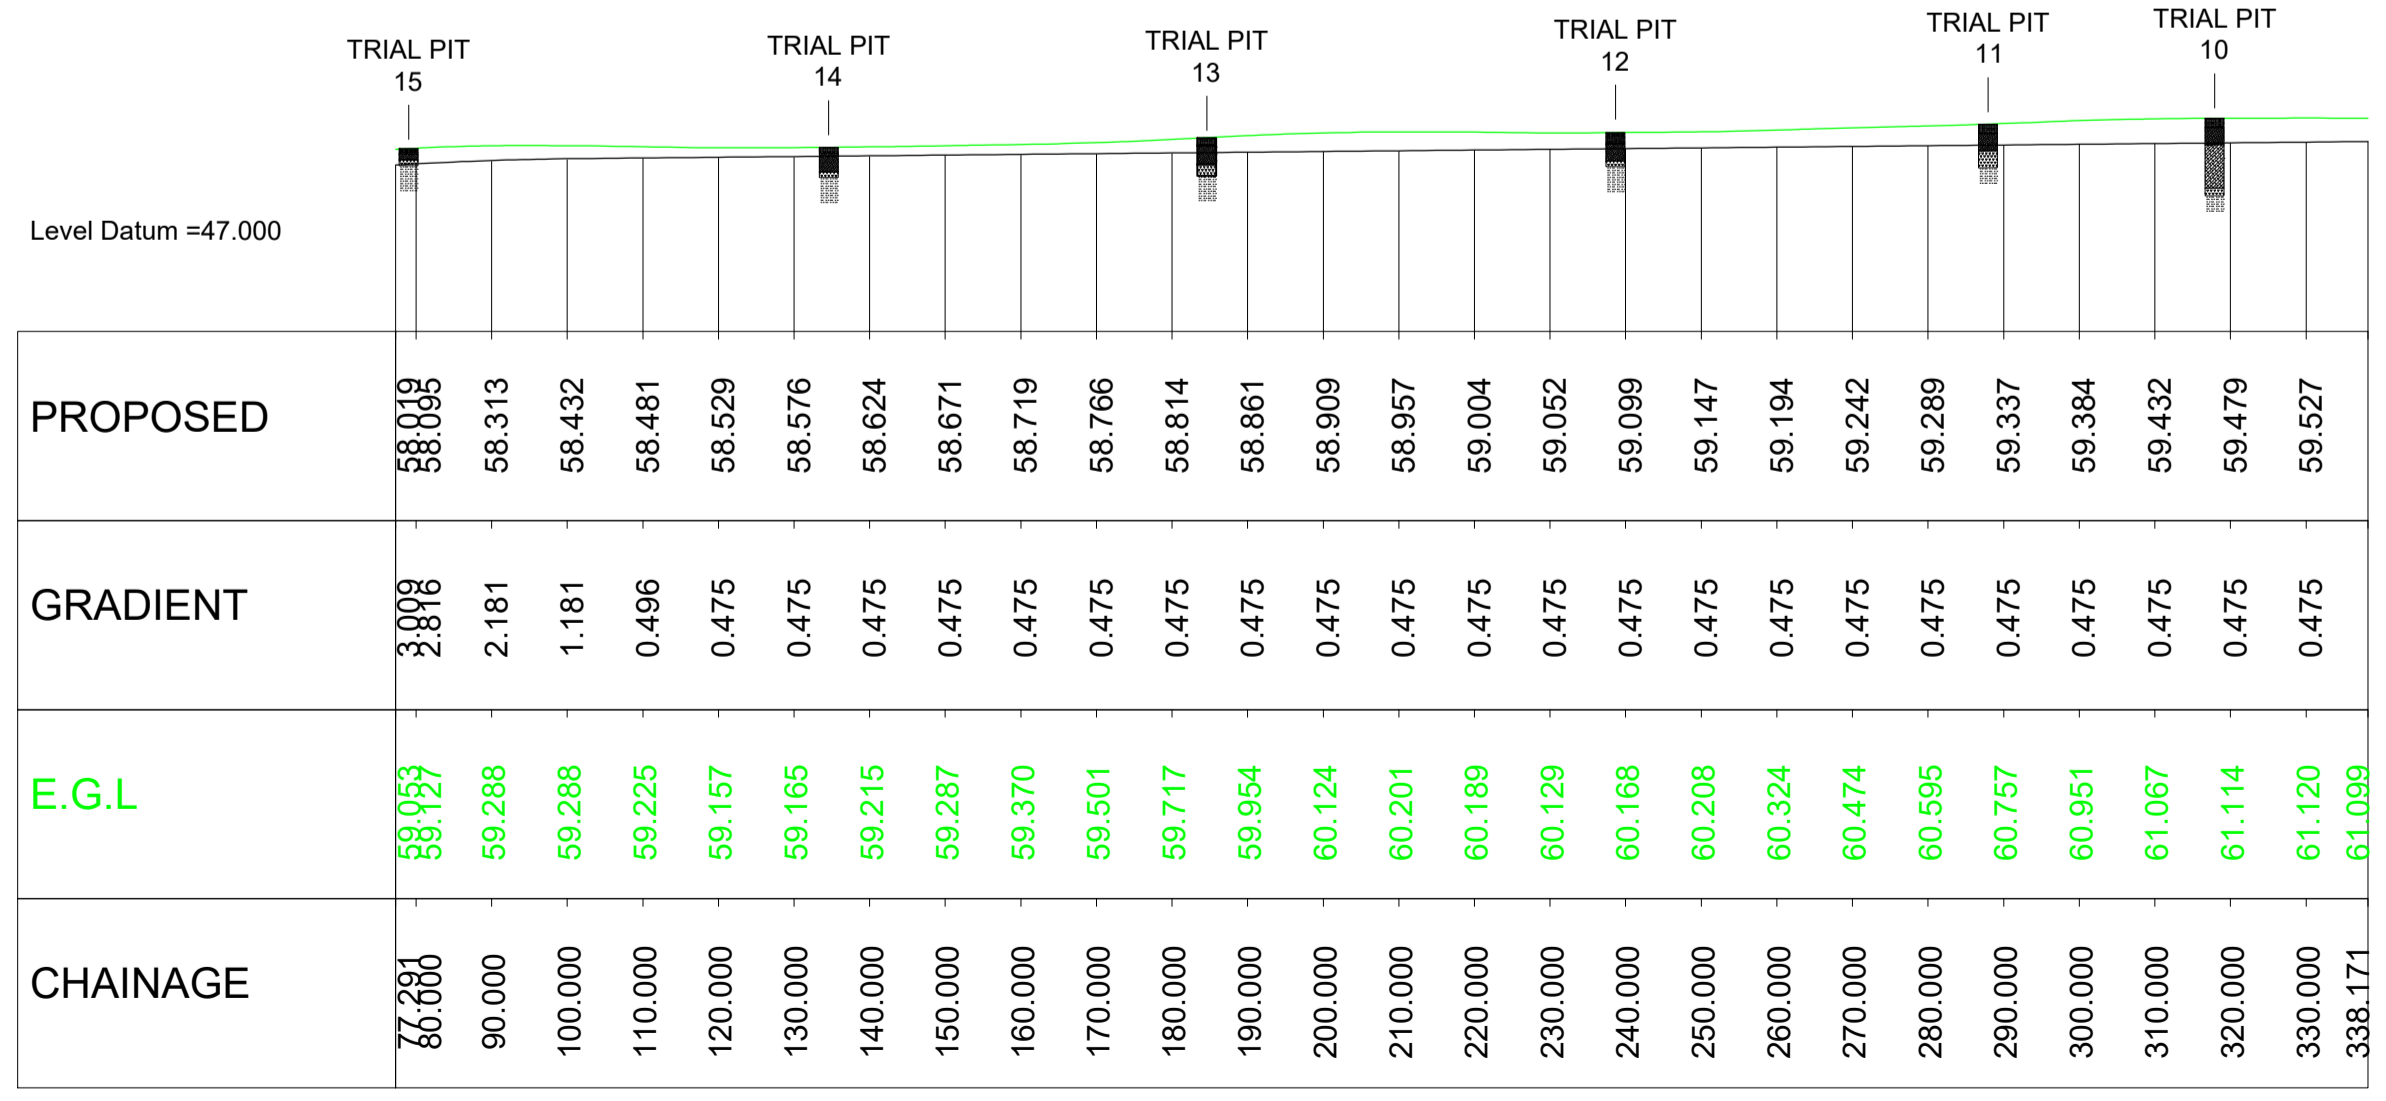 TRIAL PIT
15
TRIAL PIT
14
TRIAL PIT
13
TRIAL PIT
12
TRIAL PIT
11
TRIAL PIT
10
Level Datum =47.000
PROPOSED 58.019 58.095 58.313 58.432 58.481 58.529 58.576 58.624 58.671 58.719 58.766 58.814 58.861 58.909 58.957 59.004 59.052 59.099 59.147 59.194 59.242 59.289 59.337 59.384 59.432 59.479 59.527
GRADIENT 3.009 2.816 2.181 1.181 0.496 0.475 0.475 0.475 0.475 0.475 0.475 0.475 0.475 0.475 0.475 0.475 0.475 0.475 0.475 0.475 0.475 0.475 0.475 0.475 0.475 0.475 0.475
E.G.L 59.053 59.127 59.288 59.288 59.225 59.157 59.165 59.215 59.287 59.370 59.501 59.717 59.954 60.124 60.201 60.189 60.129 60.168 60.208 60.324 60.474 60.595 60.757 60.951 61.067 61.114 61.120 61.099
CHAINAGE 77.291 80.000 90.000 100.000 110.000 120.000 130.000 140.000 150.000 160.000 170.000 180.000 190.000 200.000 210.000 220.000 230.000 240.000 250.000 260.000 270.000 280.000 290.000 300.000 310.000 320.000 330.000 338.171